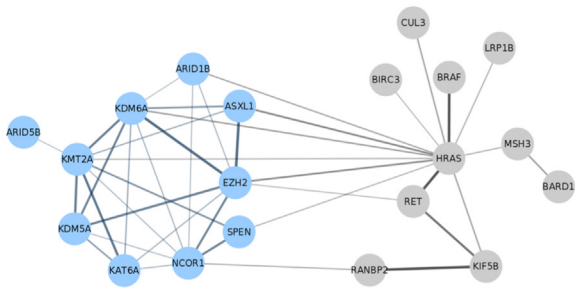 CUL3
LRP1B
ARID1B
BIRC3
BRAF
KDM6A
ASXL1
ARID5B
MSH3
KMT2A
HRAS
EZH2
BARD1
RET
KDM5A
SPEN
KAT6A
NCOR1
RANBP2
KIF5B